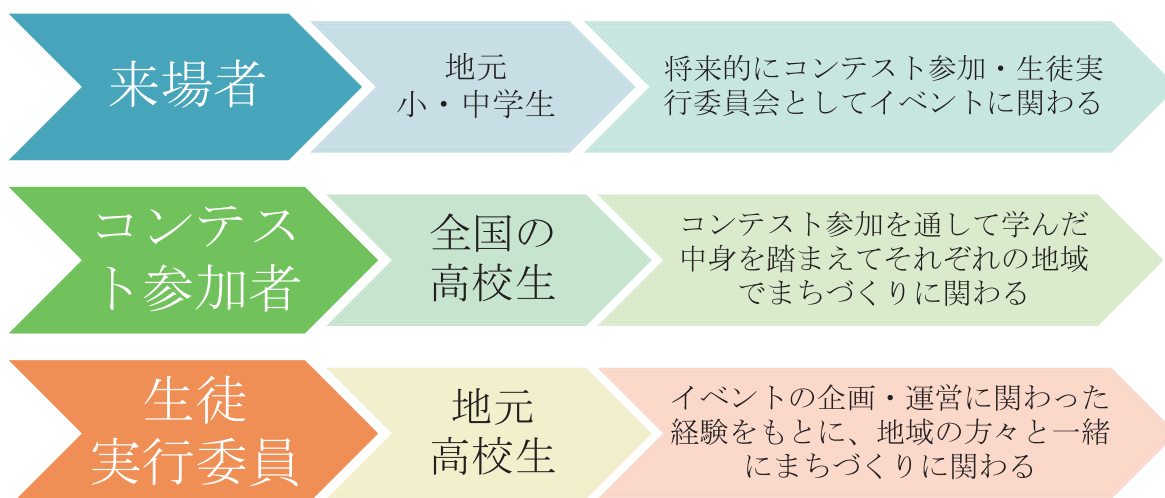 来場者
地元
小・中学生
将来的にコンテスト参加・生徒実
行委員会としてイベントに関わる
コンテス
ト参加者
全国の
高校生
コンテスト参加を通して学んだ
中身を踏まえてそれぞれの地域
でまちづくりに関わる
生徒
実行委員
地元
高校生
イベントの企画・運営に関わった
経験をもとに、地域の方々と一緒
にまちづくりに関わる